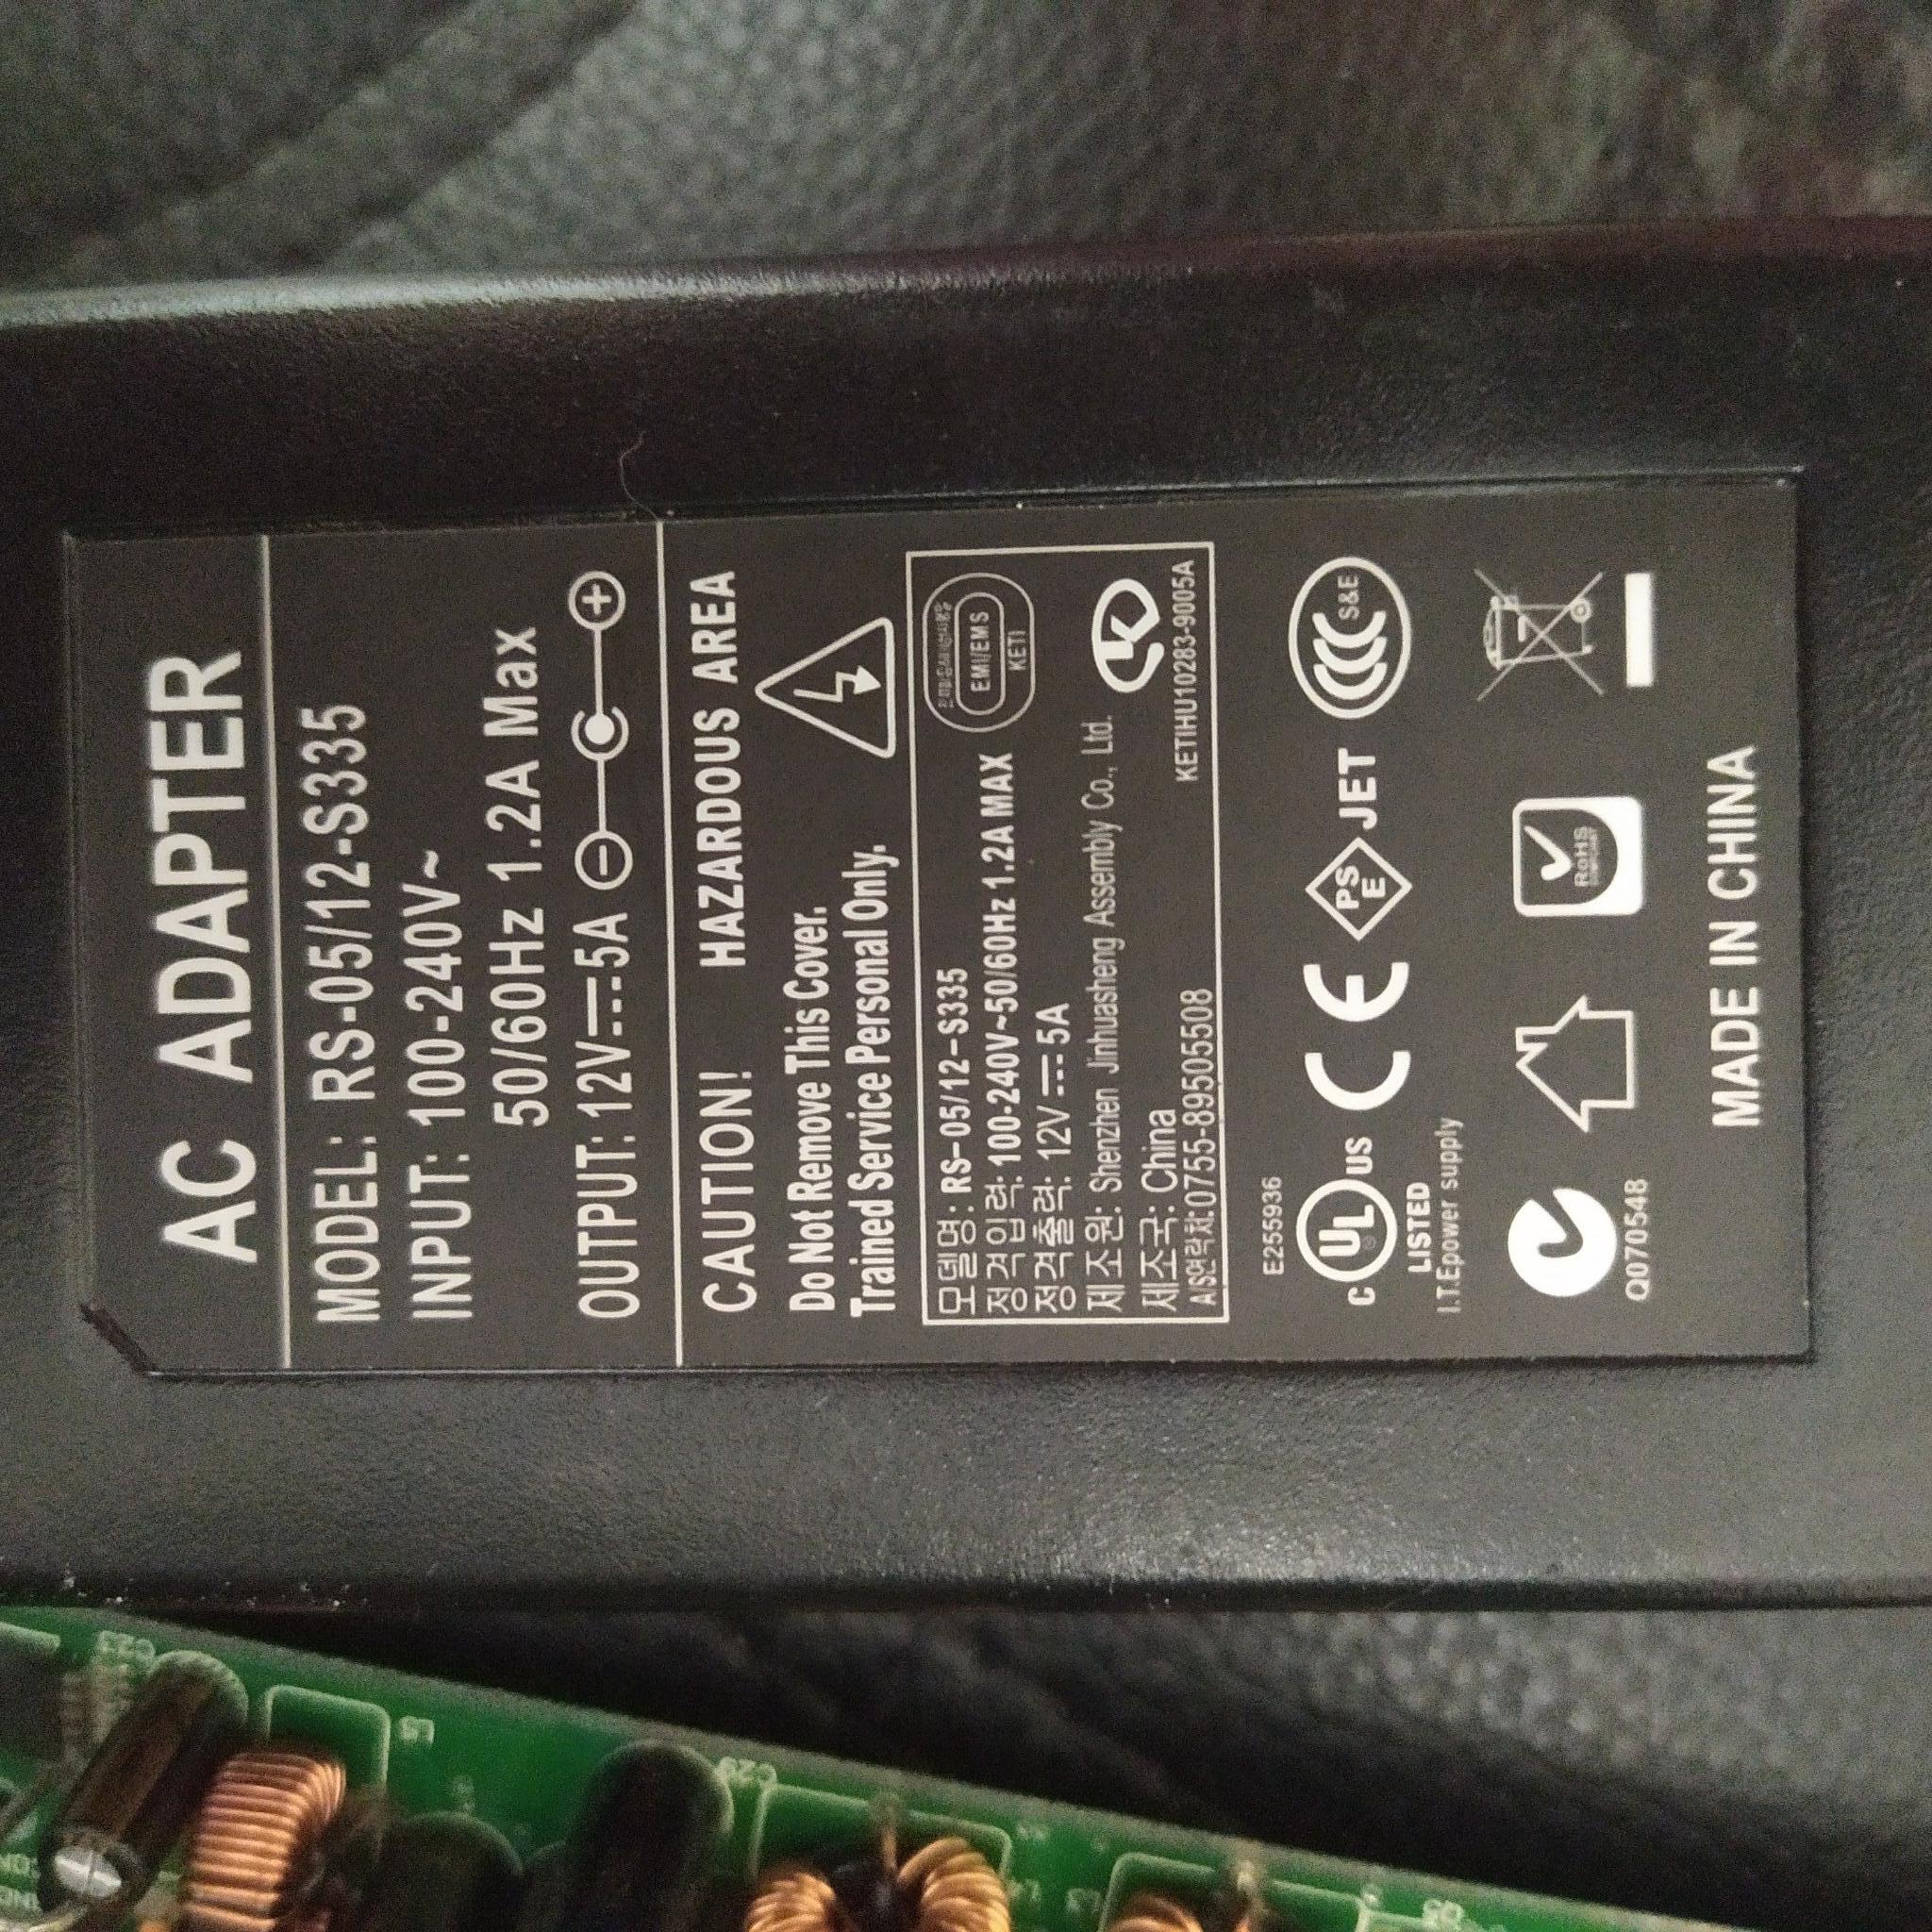 AC ADAPTER
MODEL: RS-05/12-S335
INPUT: 100-240V~
50/60Hz 1.2A Max
OUTPUT: 12V⎓5A
CAUTION! HAZARDOUS AREA
Do Not Remove This Cover.
Trained Service Personal Only.
모델명: RS-05/12-S335
정격입력: 100-240V~50/60Hz 1.2A MAX
정격출력: 12V⎓5A
제조원: Shenzhen Jinhuasheng Assembly Co., Ltd.
제조국: China
A/S연락처:0755-89505508
EMI/EMS
KETI
KETIHU10283-9005A
E255936
c UL US
LISTED
I.T.Epower supply
CE
PS
E
JET
S&E
Q070548
RoHS
MADE IN CHINA
C23
L5
C29